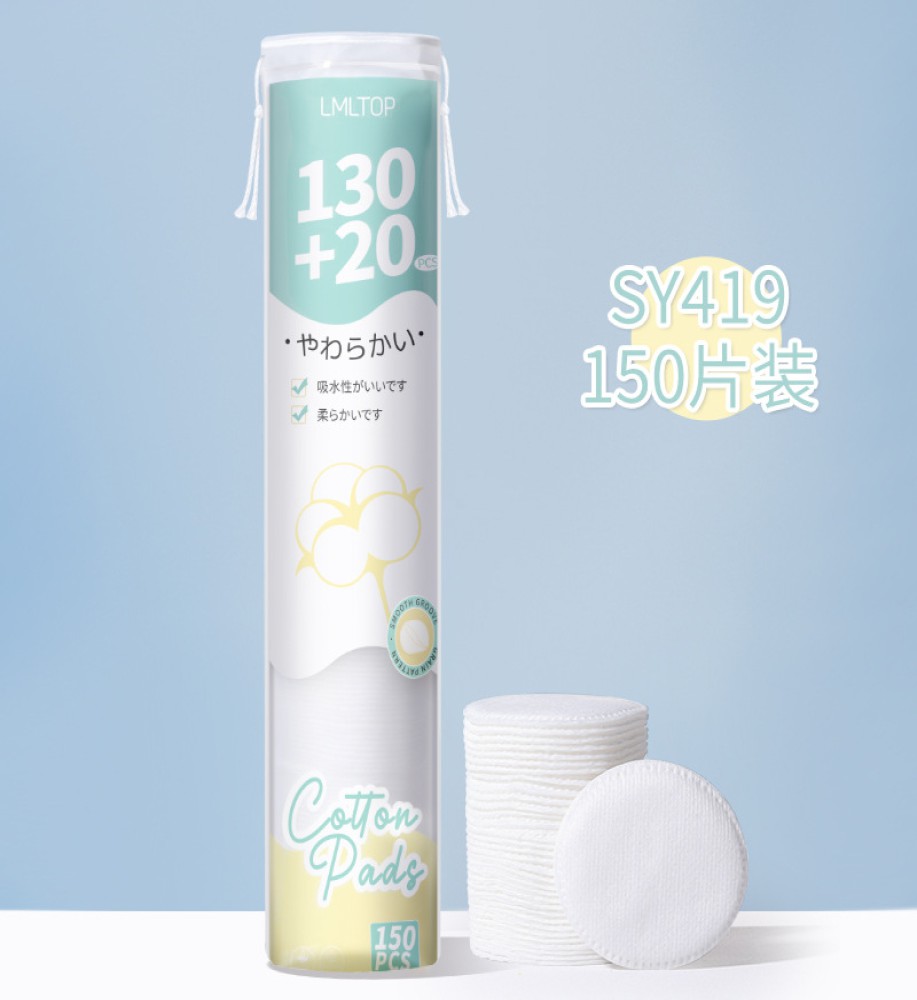 LMLTOP
130
+20
PCS
・やわらかい・
吸水性がいいです
柔らかいです
SMOOTH GROOVE
GRAIN PATTERN
Cotton
Pads
150
PCS
SY419
150片装